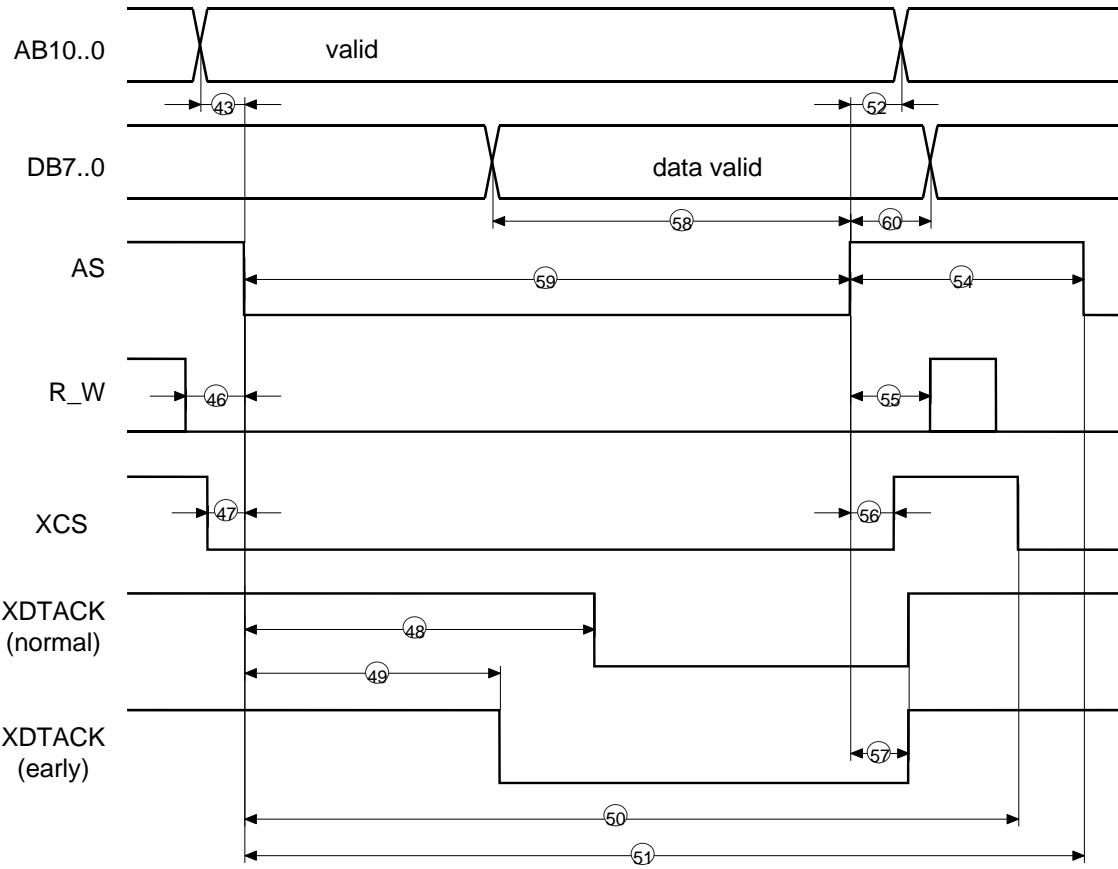 AB10..0
valid
43
52
DB7..0
data valid
58
60
AS
59
54
R_W
46
55
XCS
47
56
XDTACK
(normal)
48
49
XDTACK
(early)
57
50
51